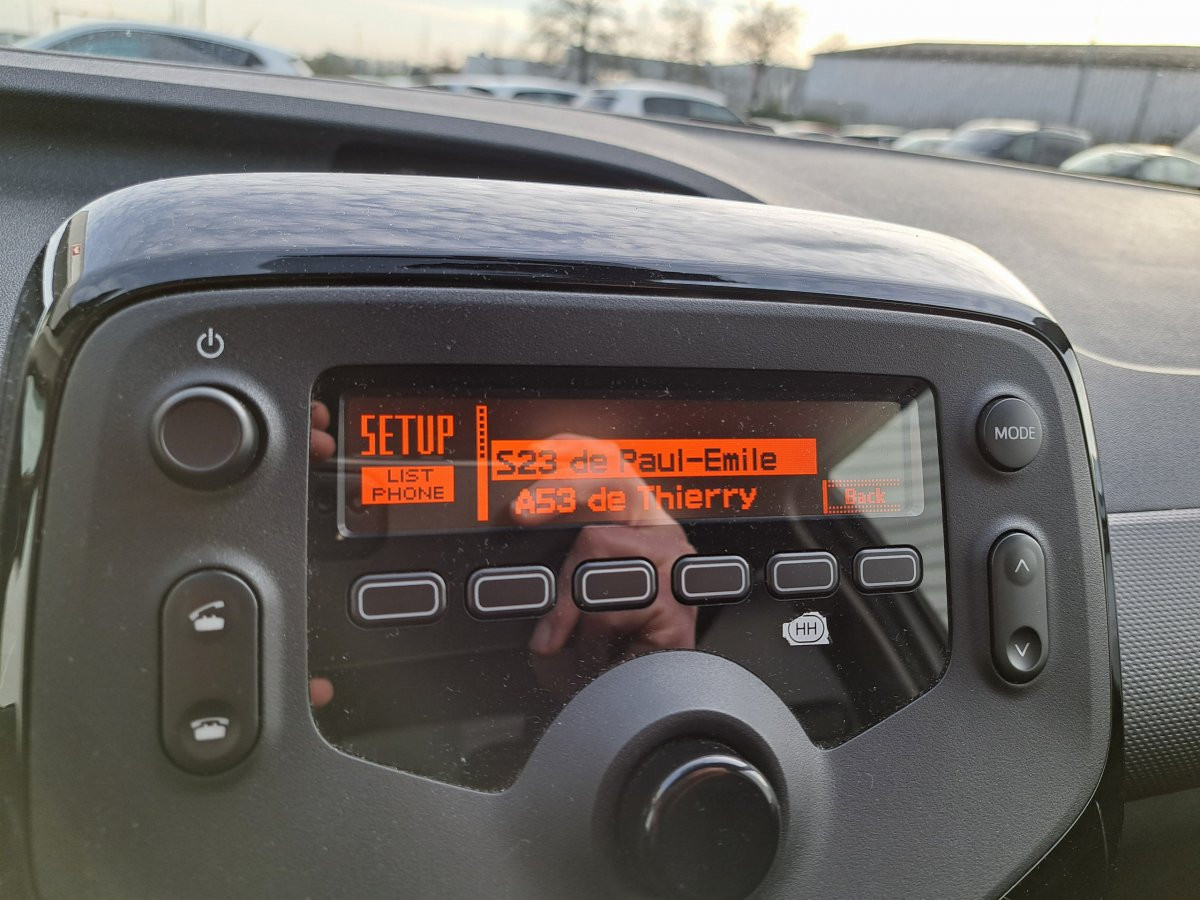 SETUP
LIST
PHONE
S23 de Paul-Emile
A53 de Thierry
Back
MODE
HH